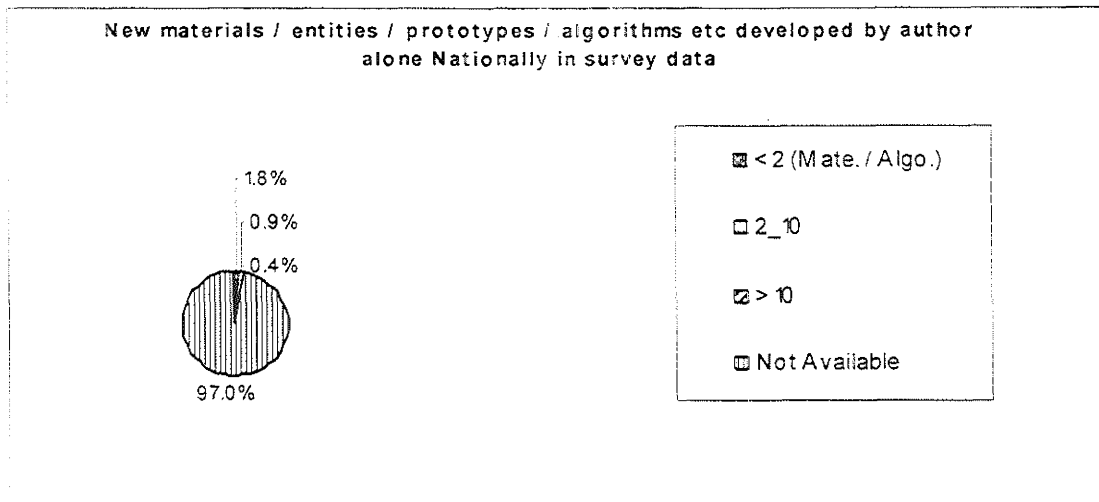 New materials / entities / prototypes / algorithms etc developed by author
alone Nationally in survey data
1.8%
0.9%
0.4%
97.0%
< 2 (Mate. / Algo.)
2_10
> 10
Not Available